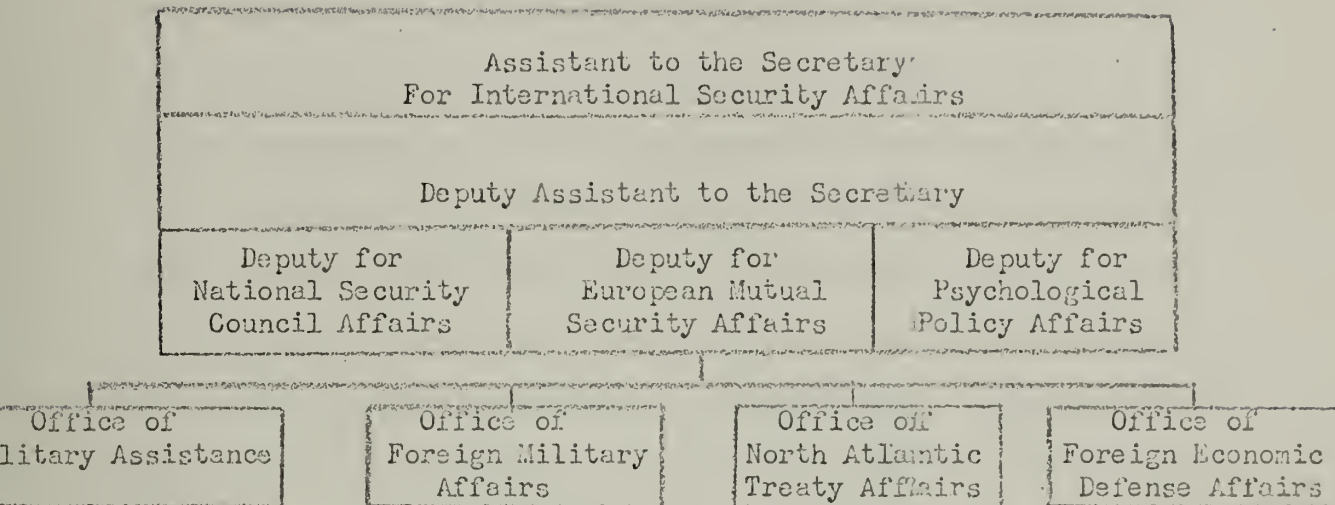 Assistant to the Secretary
For International Security Affairs
Deputy Assistant to the Secretary
Deputy for
National Security
Council Affairs
Deputy for
European Mutual
Security Affairs
Deputy for
Psychological
Policy Affairs
Office of
litary Assistance
Office of
Foreign Military
Affairs
Office of
North Atlantic
Treaty Affairs
Office of
Foreign Economic
Defense Affairs